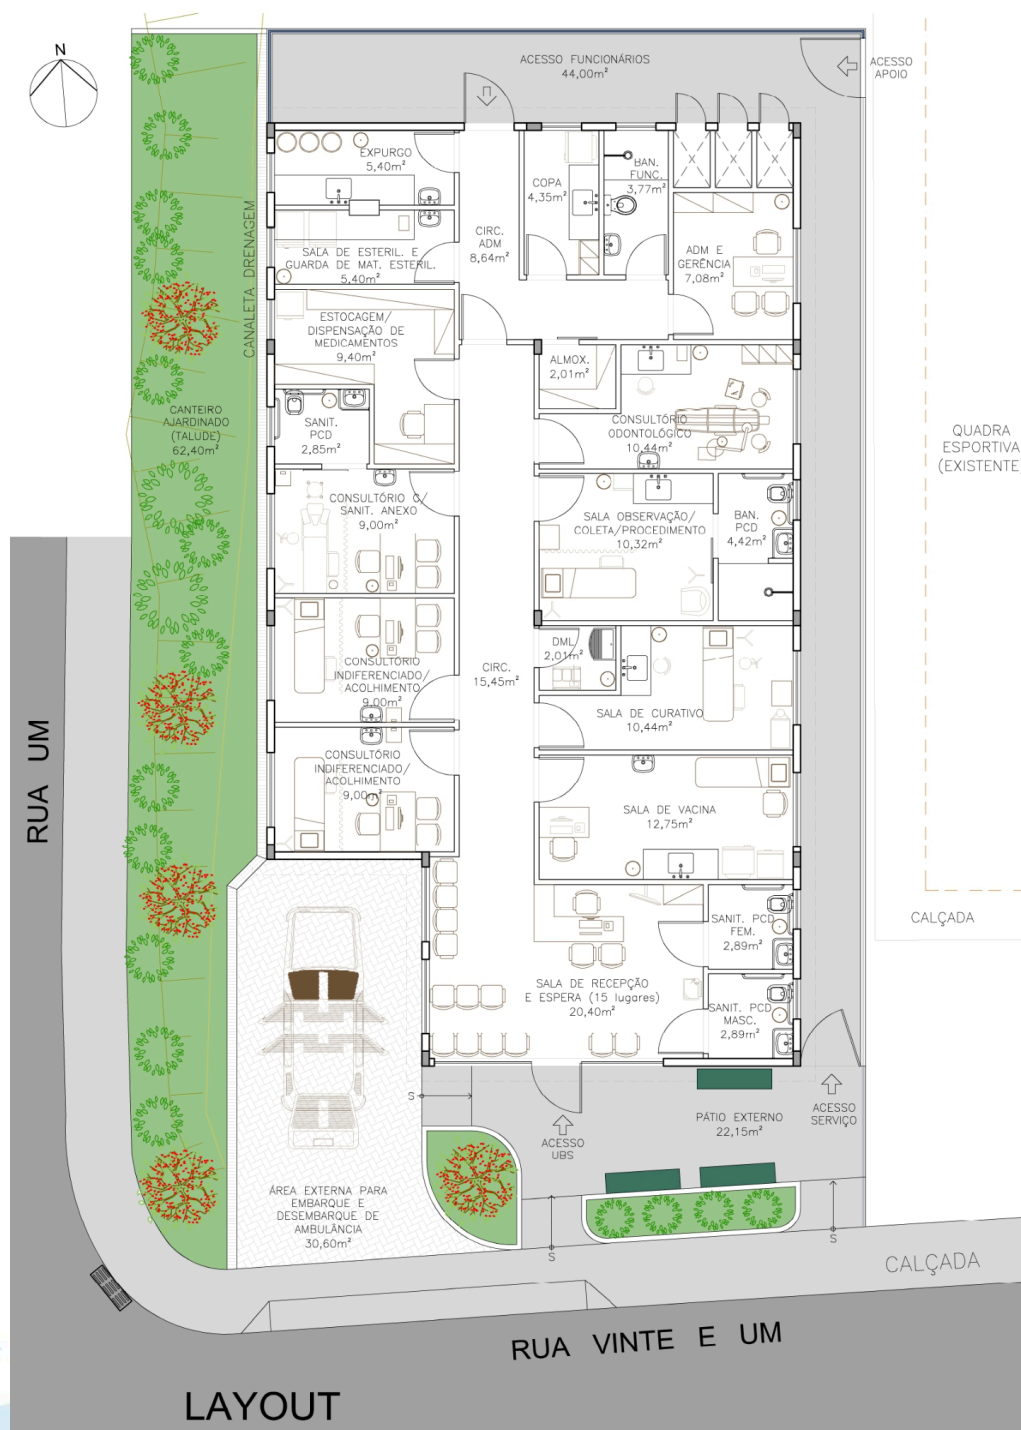 N
ACESSO FUNCIONÁRIOS
44,00m²
ACESSO
APOIO
EXPURGO
5,40m²
COPA
4,35m²
BAN.
FUNC.
3,77m²
X
X
X
CIRC.
ADM
8,64m²
ADM E
GERÊNCIA
7,08m²
SALA DE ESTERIL. E
GUARDA DE MAT. ESTERIL.
5,40m²
CANALETA DRENAGEM
ESTOCAGEM/
DISPENSAÇÃO DE
MEDICAMENTOS
9,40m²
ALMOX.
2,01m²
CANTEIRO
AJARDINADO
(TALUDE)
62,40m²
SANIT.
PCD
2,85m²
CONSULTÓRIO
ODONTOLÓGICO
10,44m²
QUADRA
ESPORTIVA
(EXISTENTE
CONSULTÓRIO C/
SANIT. ANEXO
9,00m²
SALA OBSERVAÇÃO/
COLETA/PROCEDIMENTO
10,32m²
BAN.
PCD
4,42m²
CONSULTÓRIO
INDIFERENCIADO/
ACOLHIMENTO
9,00m²
CIRC.
15,45m²
DML
2,01m²
SALA DE CURATIVO
10,44m²
RUA UM
CONSULTÓRIO
INDIFERENCIADO/
ACOLHIMENTO
9,00m²
SALA DE VACINA
12,75m²
CALÇADA
SANIT. PCD
FEM.
2,89m²
SALA DE RECEPÇÃO
E ESPERA (15 lugares)
20,40m²
SANIT. PCD
MASC.
2,89m²
S
ACESSO
UBS
PÁTIO EXTERNO
22,15m²
ACESSO
SERVIÇO
ÁREA EXTERNA PARA
EMBARQUE E
DESEMBARQUE DE
AMBULÂNCIA
30,60m²
S
S
CALÇADA
RUA VINTE E UM
LAYOUT